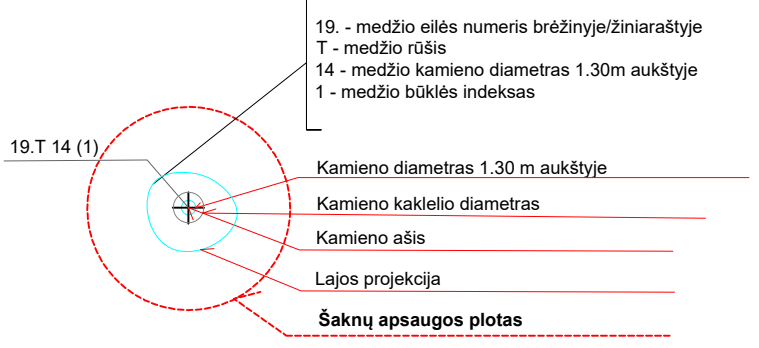 19. - medžio eilės numeris brėžinyje/žiniaraštyje
T - medžio rūšis
14 - medžio kamieno diametras 1.30m aukštyje
1 - medžio būklės indeksas
19.T 14 (1)
Kamieno diametras 1.30 m aukštyje
Kamieno kaklelio diametras
Kamieno ašis
Lajos projekcija
Šaknų apsaugos plotas